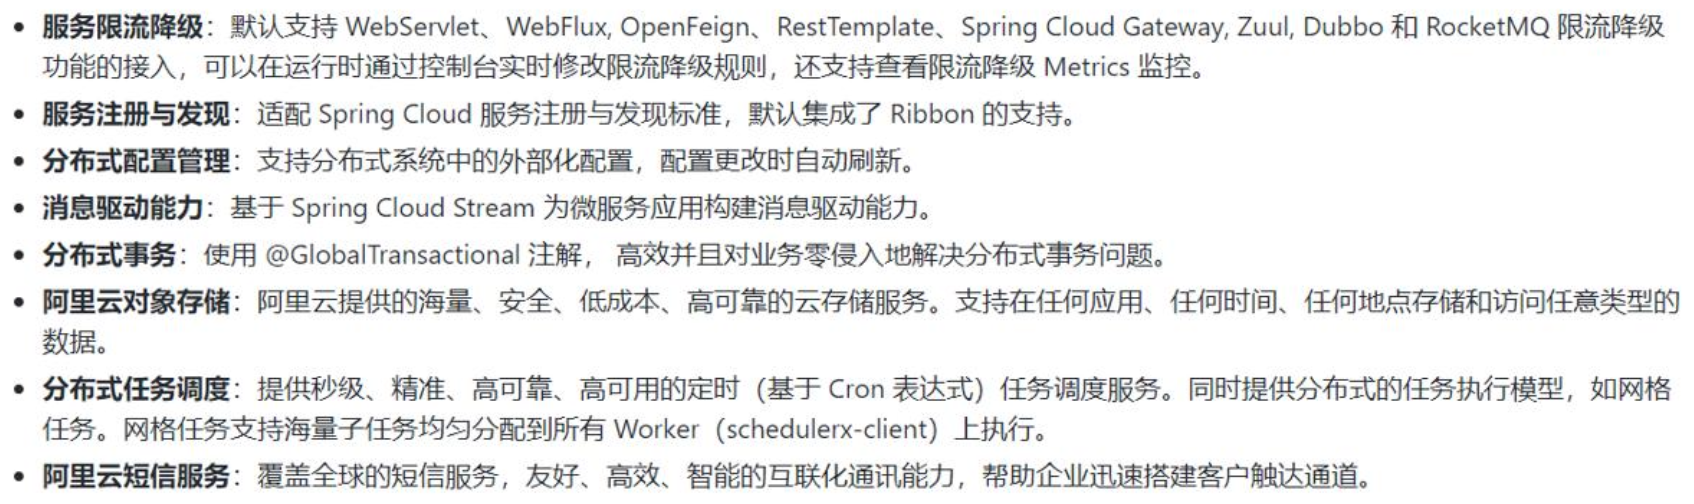 • 服务限流降级：默认支持 WebServlet、WebFlux, OpenFeign、RestTemplate、Spring Cloud Gateway, Zuul, Dubbo 和 RocketMQ 限流降级
功能的接入，可以在运行时通过控制台实时修改限流降级规则，还支持查看限流降级 Metrics 监控。
• 服务注册与发现：适配 Spring Cloud 服务注册与发现标准，默认集成了 Ribbon 的支持。
• 分布式配置管理：支持分布式系统中的外部化配置，配置更改时自动刷新。
• 消息驱动能力：基于 Spring Cloud Stream 为微服务应用构建消息驱动能力。
• 分布式事务：使用 @GlobalTransactional 注解， 高效并且对业务零侵入地解决分布式事务问题。
• 阿里云对象存储：阿里云提供的海量、安全、低成本、高可靠的云存储服务。支持在任何应用、任何时间、任何地点存储和访问任意类型的
数据。
• 分布式任务调度：提供秒级、精准、高可靠、高可用的定时（基于 Cron 表达式）任务调度服务。同时提供分布式的任务执行模型，如网格
任务。网格任务支持海量子任务均匀分配到所有 Worker（schedulerx-client）上执行。
• 阿里云短信服务：覆盖全球的短信服务，友好、高效、智能的互联化通讯能力，帮助企业迅速搭建客户触达通道。